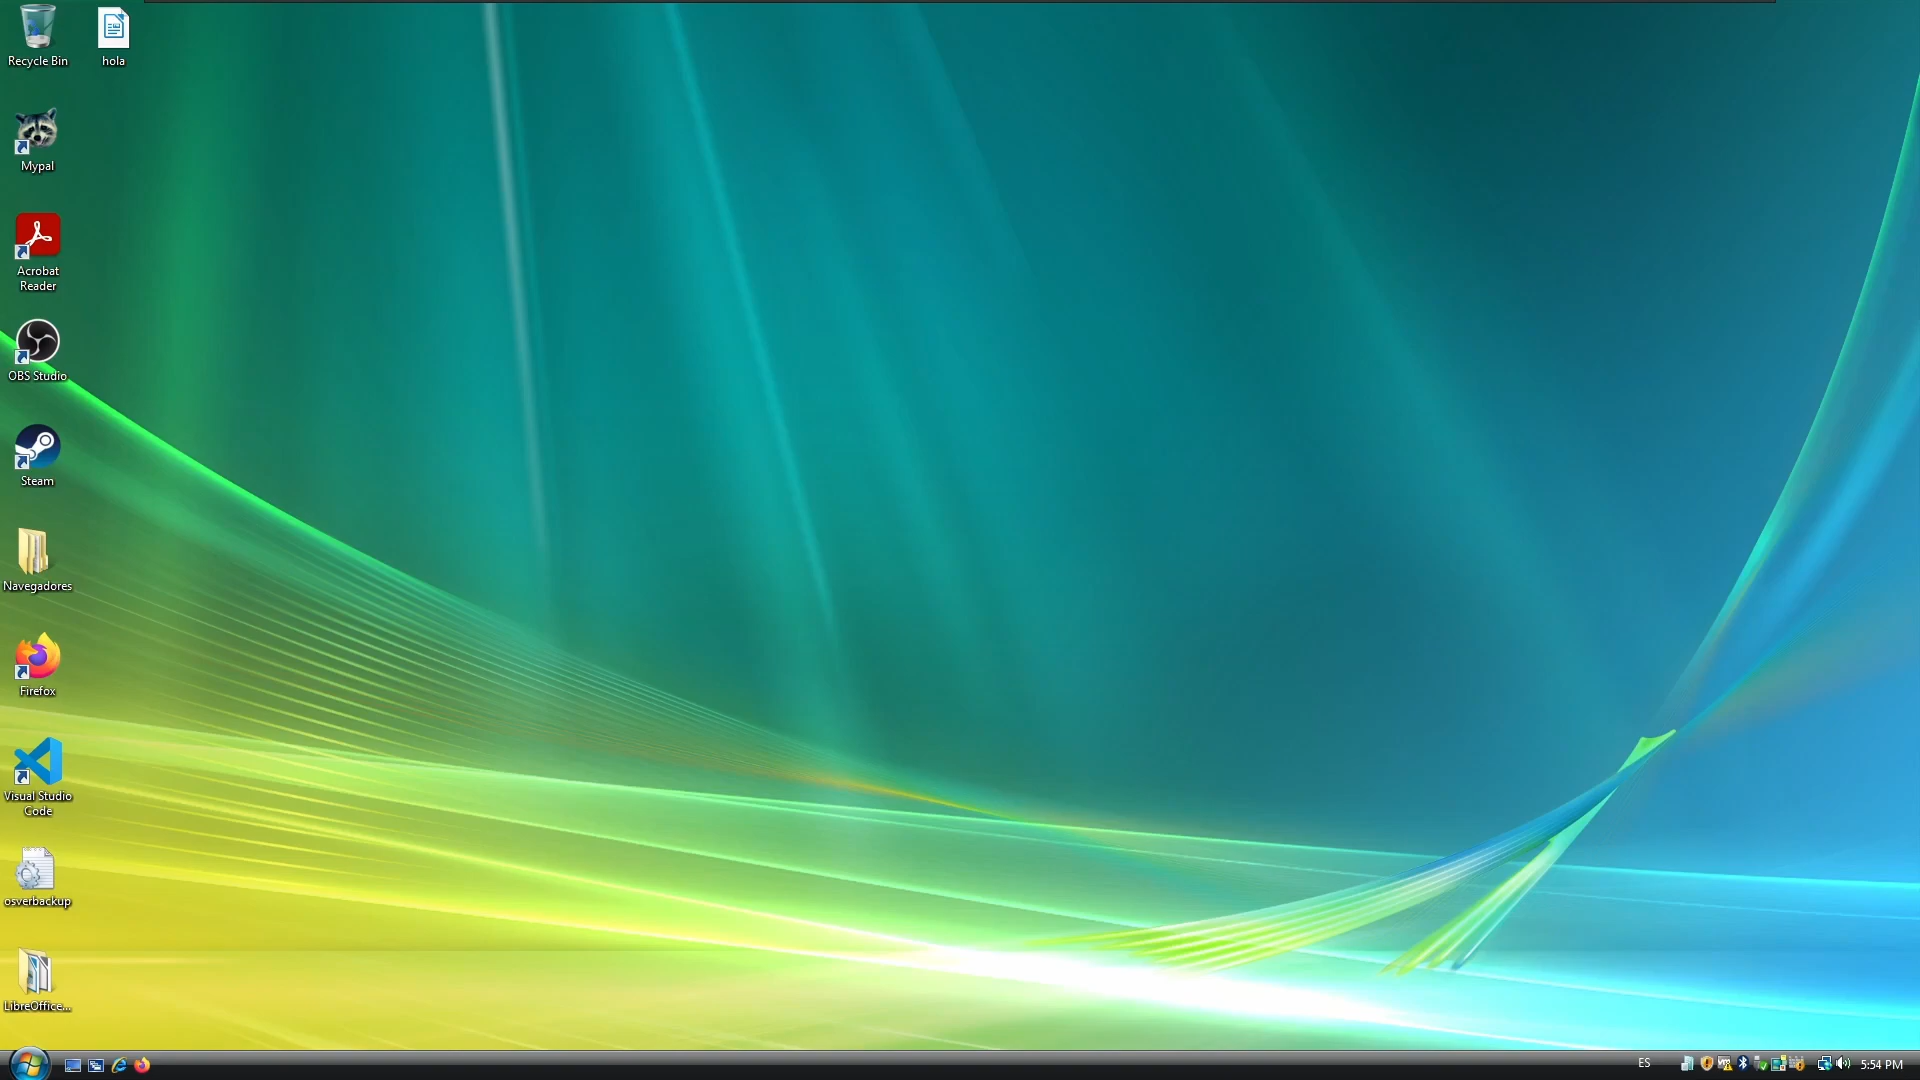 Recycle Bin
hola
Mypal
Acrobat
Reader
OBS Studio
Steam
Navegadores
Firefox
Visual Studio
Code
osverbackup
LibreOffice...
ES
5:54 PM